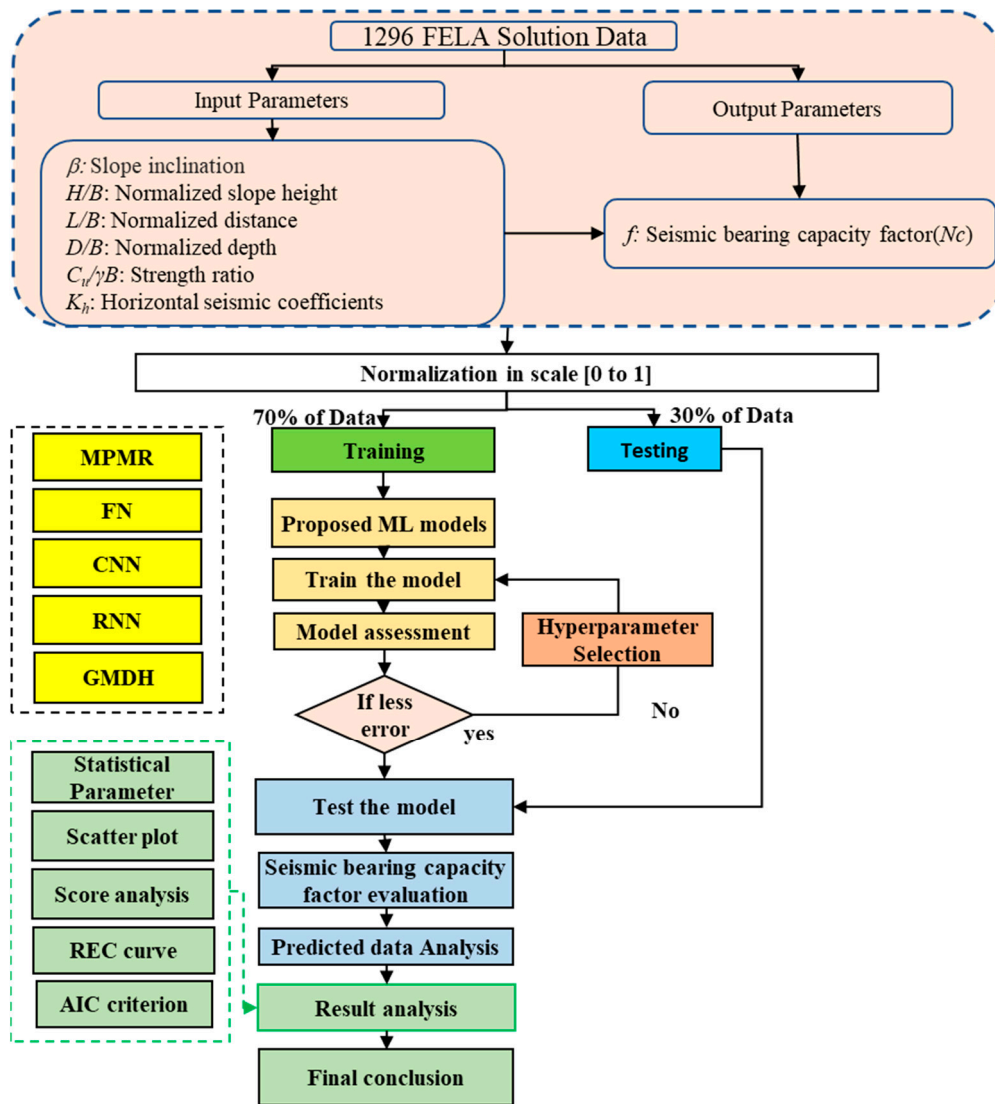 1296 FELA Solution Data
Input Parameters
Output Parameters
β: Slope inclination
H/B: Normalized slope height
L/B: Normalized distance
D/B: Normalized depth
Cu/γB: Strength ratio
Kh: Horizontal seismic coefficients
f: Seismic bearing capacity factor(Nc)
Normalization in scale [0 to 1]
70% of Data
30% of Data
Training
Testing
MPMR
FN
CNN
RNN
GMDH
Proposed ML models
Train the model
Model assessment
Hyperparameter
Selection
If less
error
yes
No
Statistical
Parameter
Scatter plot
Score analysis
REC curve
AIC criterion
Test the model
Seismic bearing capacity
factor evaluation
Predicted data Analysis
Result analysis
Final conclusion